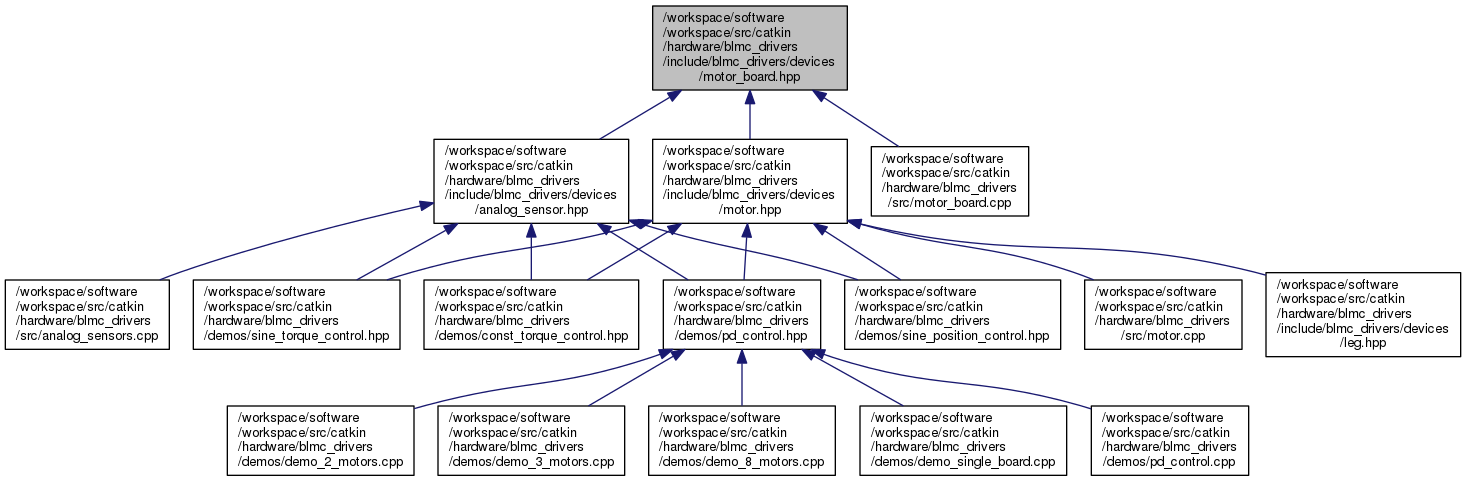 /workspace/software
/workspace/src/catkin
/hardware/blmc_drivers
/include/blmc_drivers/devices
/motor_board.hpp
/workspace/software
/workspace/src/catkin
/hardware/blmc_drivers
/include/blmc_drivers/devices
/analog_sensor.hpp
/workspace/software
/workspace/src/catkin
/hardware/blmc_drivers
/include/blmc_drivers/devices
/motor.hpp
/workspace/software
/workspace/src/catkin
/hardware/blmc_drivers
/src/motor_board.cpp
/workspace/software
/workspace/src/catkin
/hardware/blmc_drivers
/src/analog_sensors.cpp
/workspace/software
/workspace/src/catkin
/hardware/blmc_drivers
/demos/sine_torque_control.hpp
/workspace/software
/workspace/src/catkin
/hardware/blmc_drivers
/demos/const_torque_control.hpp
/workspace/software
/workspace/src/catkin
/hardware/blmc_drivers
/demos/pd_control.hpp
/workspace/software
/workspace/src/catkin
/hardware/blmc_drivers
/demos/sine_position_control.hpp
/workspace/software
/workspace/src/catkin
/hardware/blmc_drivers
/src/motor.cpp
/workspace/software
/workspace/src/catkin
/hardware/blmc_drivers
/include/blmc_drivers/devices
/leg.hpp
/workspace/software
/workspace/src/catkin
/hardware/blmc_drivers
/demos/demo_2_motors.cpp
/workspace/software
/workspace/src/catkin
/hardware/blmc_drivers
/demos/demo_3_motors.cpp
/workspace/software
/workspace/src/catkin
/hardware/blmc_drivers
/demos/demo_8_motors.cpp
/workspace/software
/workspace/src/catkin
/hardware/blmc_drivers
/demos/demo_single_board.cpp
/workspace/software
/workspace/src/catkin
/hardware/blmc_drivers
/demos/pd_control.cpp